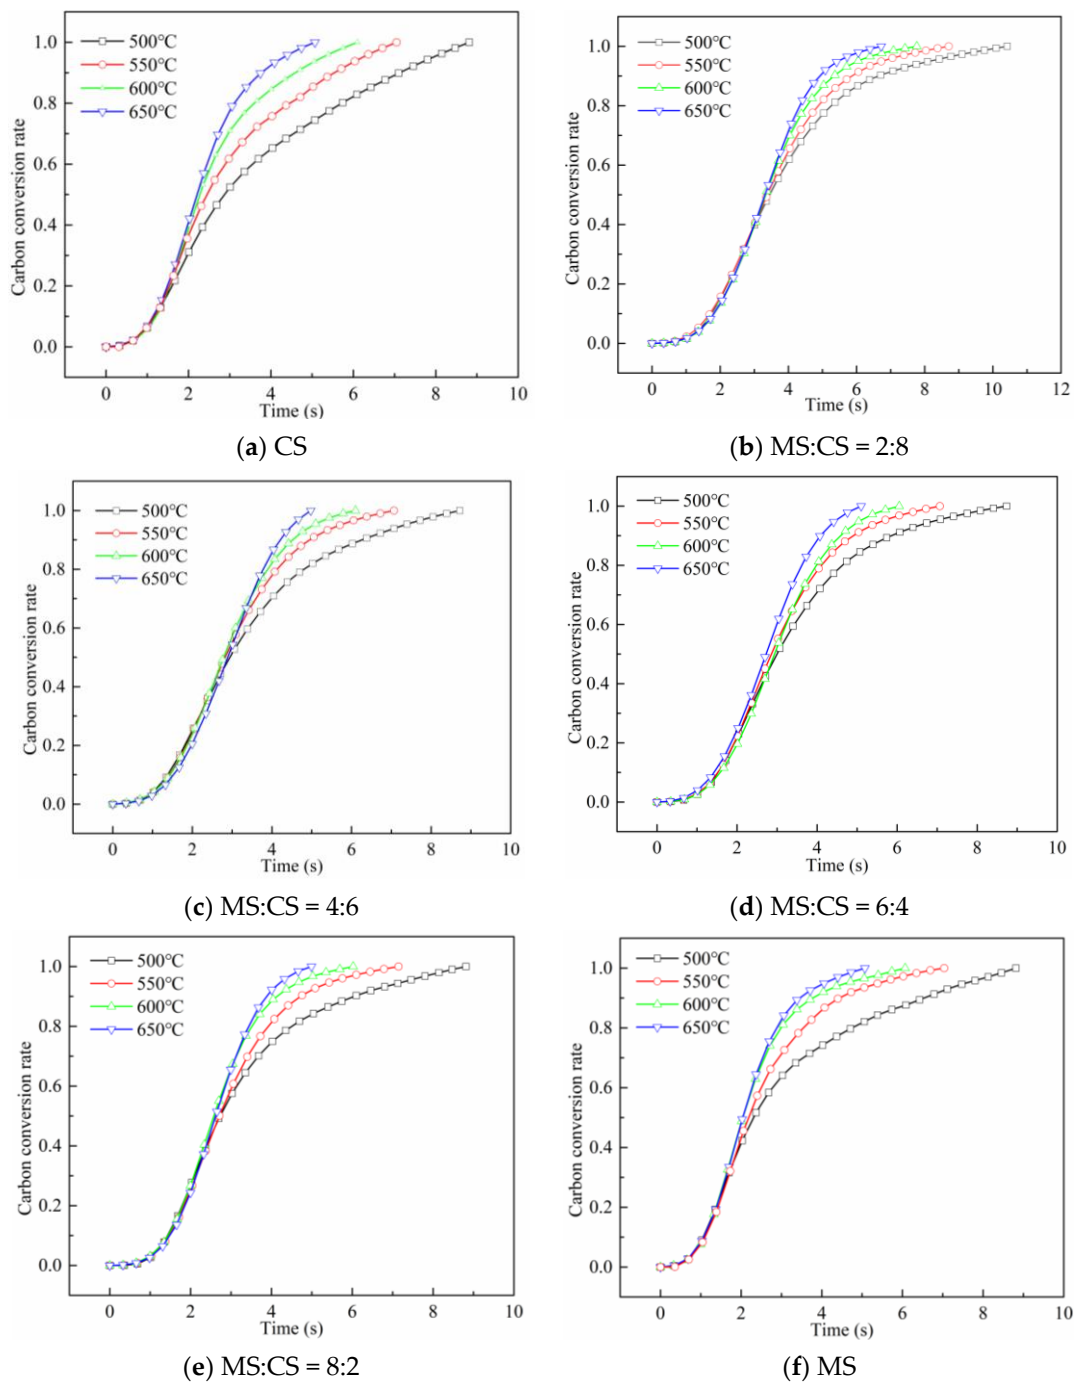 1.0
0.8
0.6
0.4
0.2
0.0
Carbon conversion rate
500℃
550℃
600℃
650℃
0 2 4 6 8 10
Time (s)
(a) CS
1.0
0.8
0.6
0.4
0.2
0.0
Carbon conversion rate
500℃
550℃
600℃
650℃
0 2 4 6 8 10 12
Time (s)
(b) MS:CS = 2:8
1.0
0.8
0.6
0.4
0.2
0.0
Carbon conversion rate
500℃
550℃
600℃
650℃
0 2 4 6 8 10
Time (s)
(c) MS:CS = 4:6
1.0
0.8
0.6
0.4
0.2
0.0
Carbon conversion rate
500℃
550℃
600℃
650℃
0 2 4 6 8 10
Time (s)
(d) MS:CS = 6:4
1.0
0.8
0.6
0.4
0.2
0.0
Carbon conversion rate
500℃
550℃
600℃
650℃
0 2 4 6 8 10
Time (s)
(e) MS:CS = 8:2
1.0
0.8
0.6
0.4
0.2
0.0
Carbon conversion rate
500℃
550℃
600℃
650℃
0 2 4 6 8 10
Time (s)
(f) MS